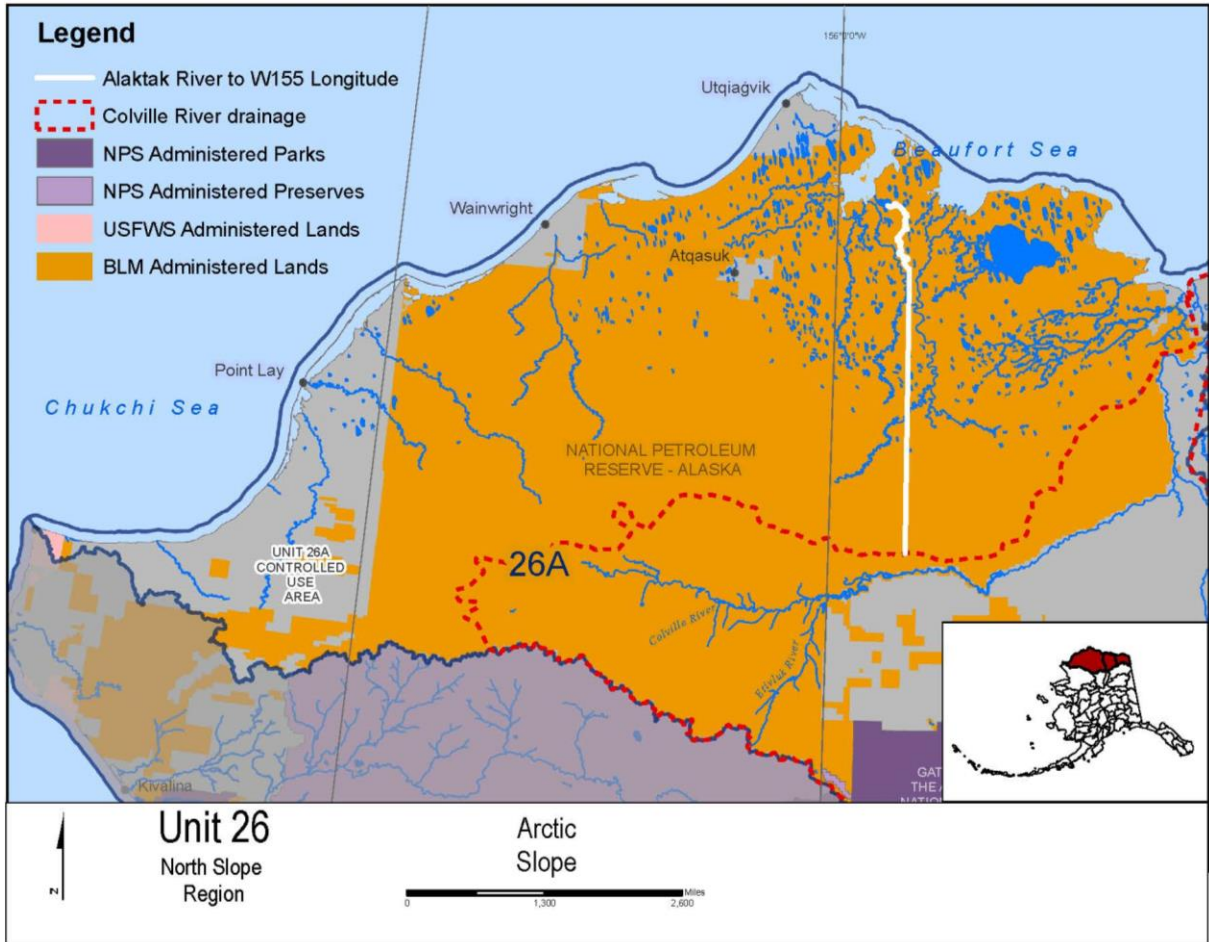 Legend
Alaktak River to W155 Longitude
Colville River drainage
NPS Administered Parks
NPS Administered Preserves
USFWS Administered Lands
BLM Administered Lands
156°0'0"W
Utqiaġvik
Beaufort Sea
Wainwright
Atqasuk
Point Lay
Chukchi Sea
NATIONAL PETROLEUM
RESERVE - ALASKA
UNIT 26A
CONTROLLED
USE
AREA
26A
Colville River
Etivluk River
Kivalina
GAT
THE A
NATIO
Unit 26
North Slope
Region
Arctic
Slope
Miles
0 1,300 2,600
N